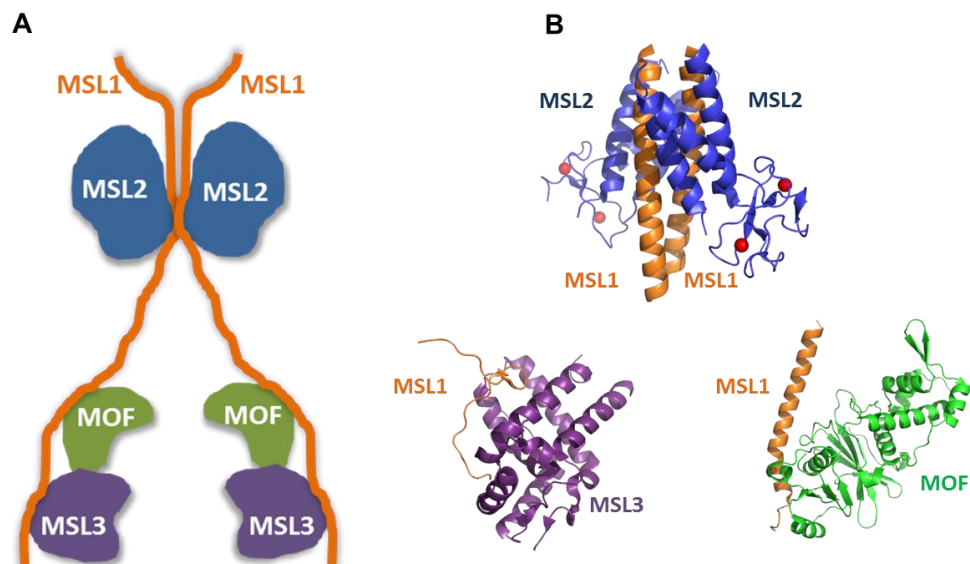 A
MSL1 MSL1
MSL2 MSL2
MOF MOF
MSL3 MSL3
B
MSL2 MSL2
MSL1 MSL1
MSL1
MSL3
MSL1
MOF